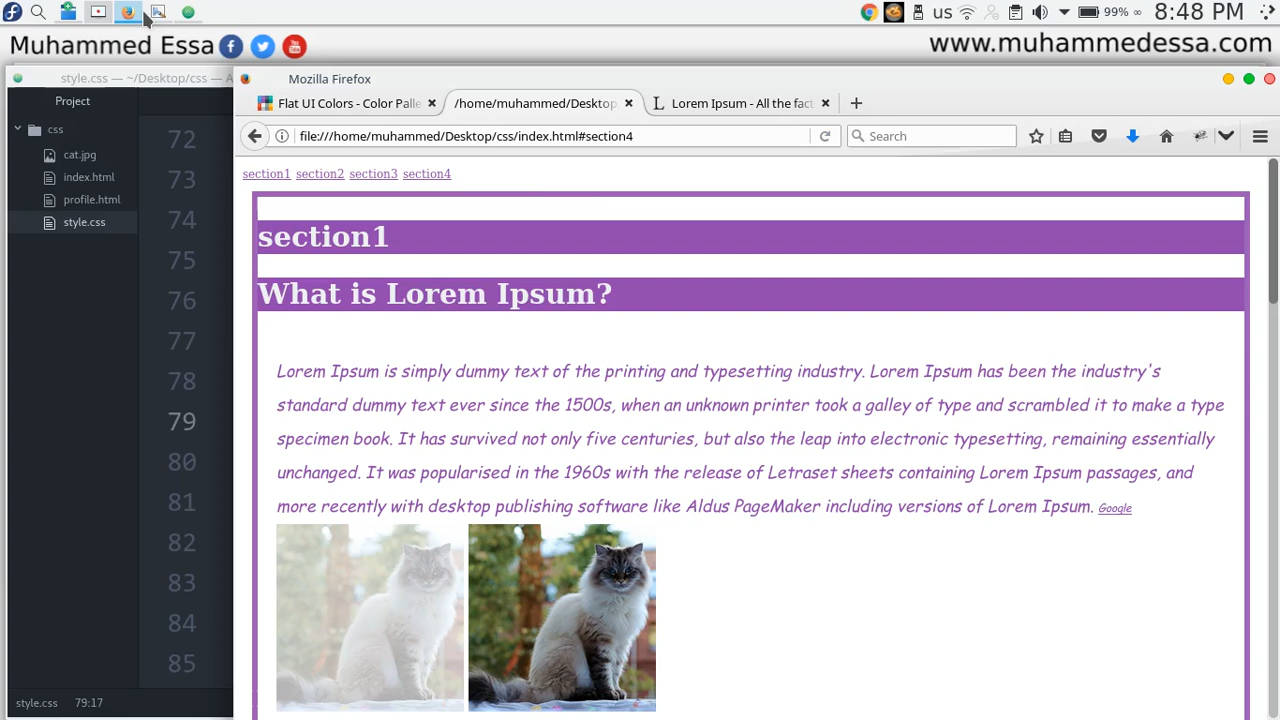 us
99%
8:48 PM
Muhammed Essa
www.muhammedessa.com
style.css — ~/Desktop/css — A
Mozilla Firefox
Project
Flat UI Colors - Color Palle
/home/muhammed/Desktop
Lorem Ipsum - All the fact
file:///home/muhammed/Desktop/css/index.html#section4
Search
css
cat.jpg
index.html
profile.html
style.css
72
73
74
75
76
77
78
79
80
81
82
83
84
85
section1 section2 section3 section4
section1
What is Lorem Ipsum?
Lorem Ipsum is simply dummy text of the printing and typesetting industry. Lorem Ipsum has been the industry's
standard dummy text ever since the 1500s, when an unknown printer took a galley of type and scrambled it to make a type
specimen book. It has survived not only five centuries, but also the leap into electronic typesetting, remaining essentially
unchanged. It was popularised in the 1960s with the release of Letraset sheets containing Lorem Ipsum passages, and
more recently with desktop publishing software like Aldus PageMaker including versions of Lorem Ipsum. Google
style.css 79:17